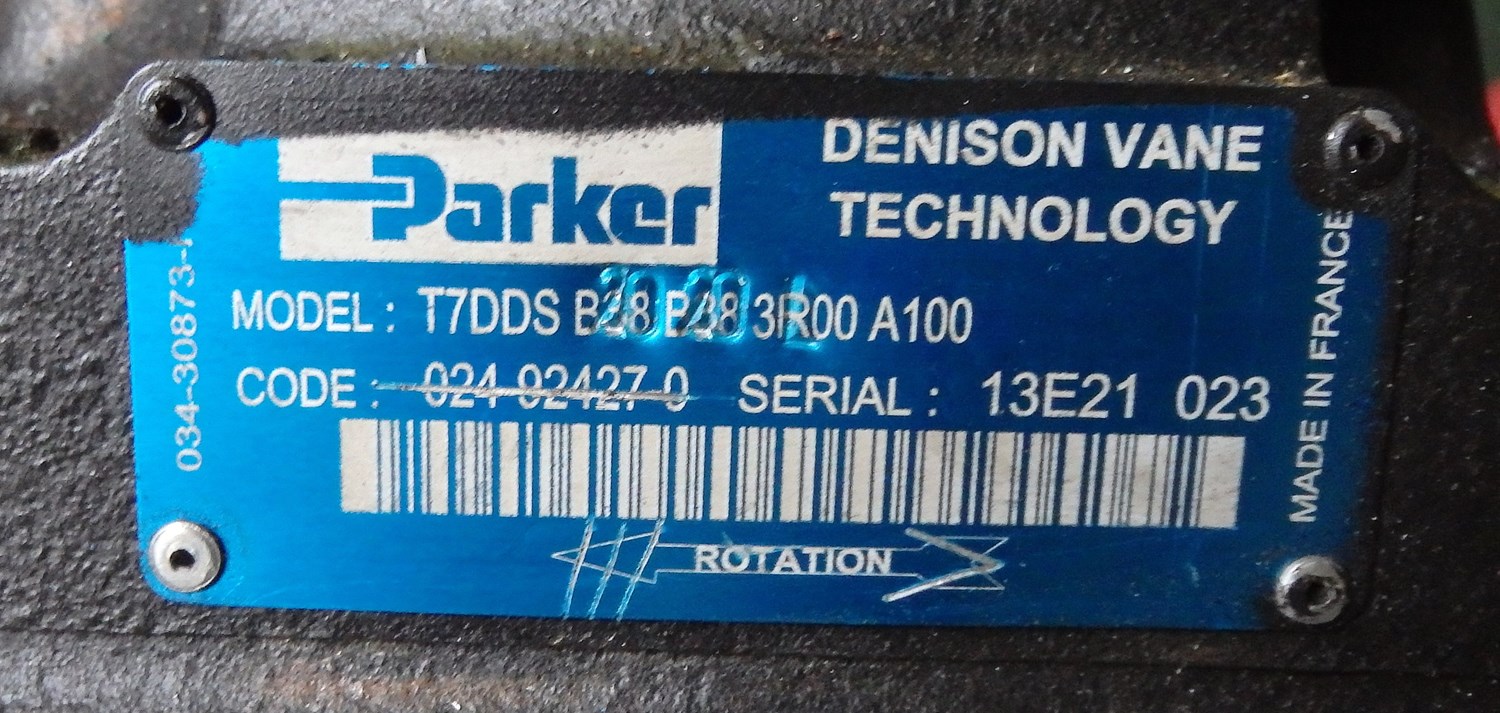 Parker
DENISON VANE
TECHNOLOGY
034-30873-
MODEL : T7DDS B38 B38 3R00 A100
CODE : 024-92427-0
SERIAL : 13E21 023
ROTATION
MADE IN FRANCE